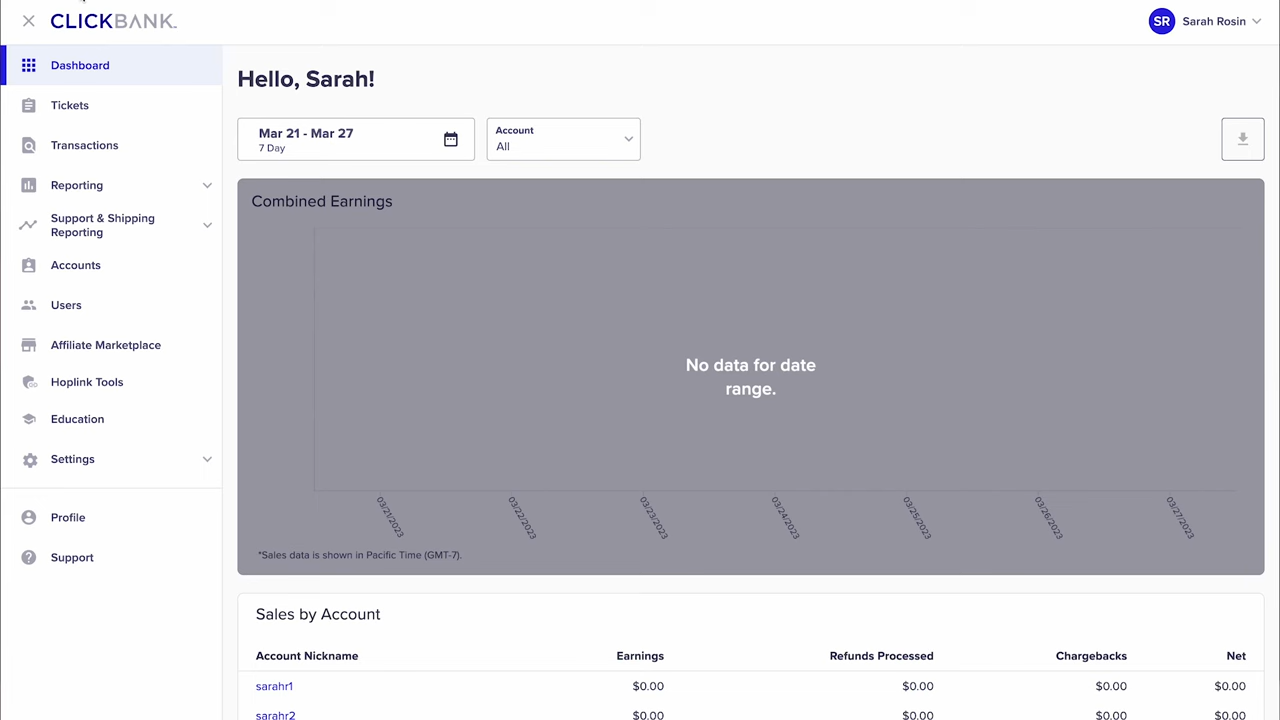 CLICKBANK.
SR Sarah Rosin
Dashboard
Tickets
Transactions
Reporting
Support & Shipping
Reporting
Accounts
Users
Affiliate Marketplace
Hoplink Tools
Education
Settings
Profile
Support
Hello, Sarah!
Mar 21 - Mar 27
7 Day
Account
All
Combined Earnings
No data for date
range.
03/21/2023 03/22/2023 03/23/2023 03/24/2023 03/25/2023 03/26/2023 03/27/2023
*Sales data is shown in Pacific Time (GMT-7).
Sales by Account
Account Nickname Earnings Refunds Processed Chargebacks Net
sarahr1 $0.00 $0.00 $0.00 $0.00
sarahr2 $0.00 $0.00 $0.00 $0.00